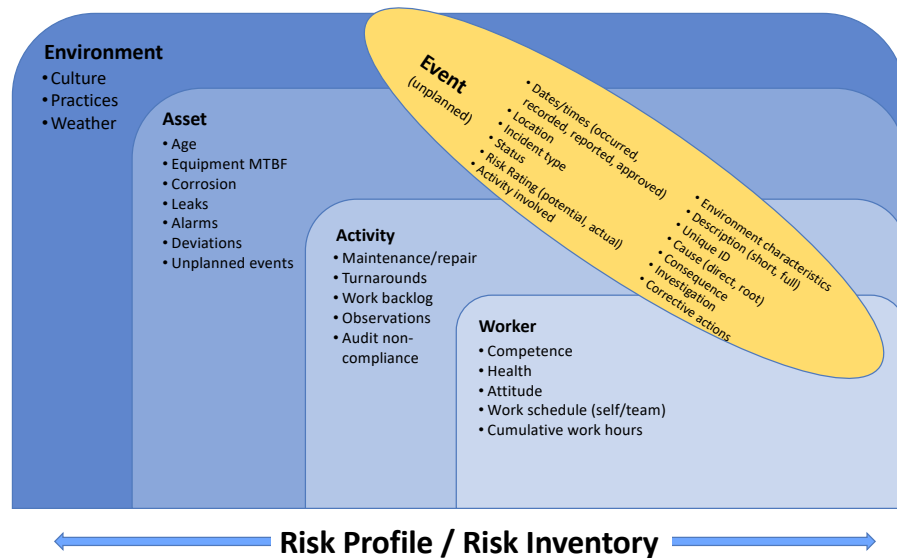 Environment
• Culture
• Practices
• Weather
Asset
• Age
• Equipment MTBF
• Corrosion
• Leaks
• Alarms
• Deviations
• Unplanned events
Activity
• Maintenance/repair
• Turnarounds
• Work backlog
• Observations
• Audit non-
compliance
Worker
• Competence
• Health
• Attitude
• Work schedule (self/team)
• Cumulative work hours
Event
(unplanned)
• Dates/times (occurred,
recorded, reported, approved)
• Location
• Incident type
• Status
• Risk Rating (potential, actual)
• Activity involved
• Environment characteristics
• Description (short, full)
• Unique ID
• Cause (direct, root)
• Consequence
• Investigation
• Corrective actions
Risk Profile / Risk Inventory